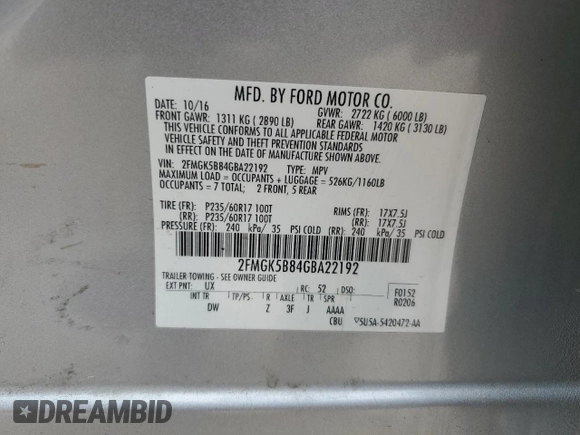 MFD. BY FORD MOTOR CO.
10/16 GVWR: 2722 KG ( 6000 LB)
FRONT GAWR: 1311 KG ( 2890 LB) REAR GAWR: 1420 KG ( 3130 LB)
THIS VEHICLE CONFORMS TO ALL APPLICABLE FEDERAL MOTOR
VEHICLE SAFETY AND THEFT PREVENTION STANDARDS
IN EFFECT ON THE DATE OF MANUFACTURE SHOWN ABOVE.
VIN: 2FMGK5B84GBA22192 TYPE: MPV
MAXIMUM LOAD = OCCUPANTS + LUGGAGE = 526KG/1160LB
OCCUPANTS = 7 TOTAL; 2 FRONT, 5 REAR
TIRE (FR): P235/60R17 100T RIMS (FR): 17X7.5J
(RR): P235/60R17 100T (RR): 17X7.5J
PRESSURE (FR): 240 kPa/ 35 PSI COLD (RR): 240 kPa/ 35 PSI COLD
2FMGK5B84GBA22192
TRAILER TOWING - SEE OWNER GUIDE
EXT PNT: UX RC: 52 F0152
INT TR TP/PS R AXLE TR SPR R0206
DW Z 3F J AAAA
CBU SU5A-5420472-AA
DREAMBID